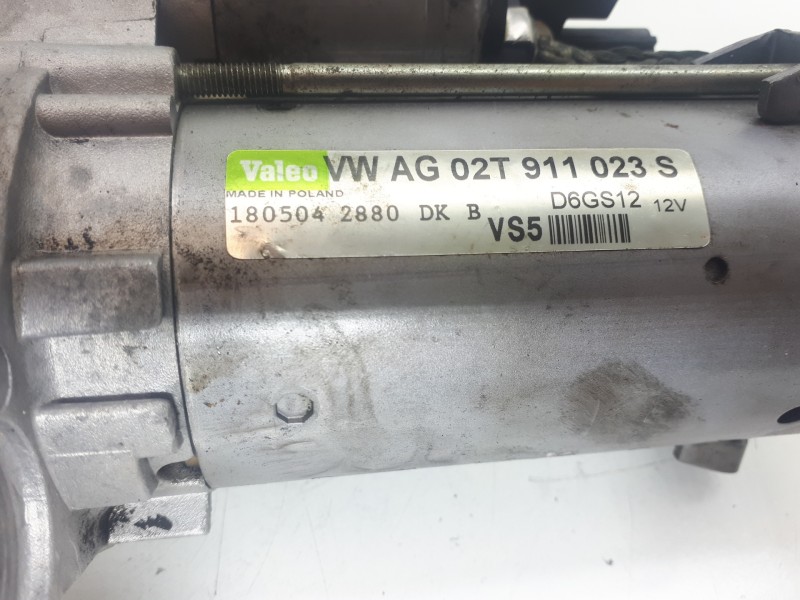 Valeo VW AG 02T 911 023 S
MADE IN POLAND D6GS12 12V
180504 2880 DK B VS5